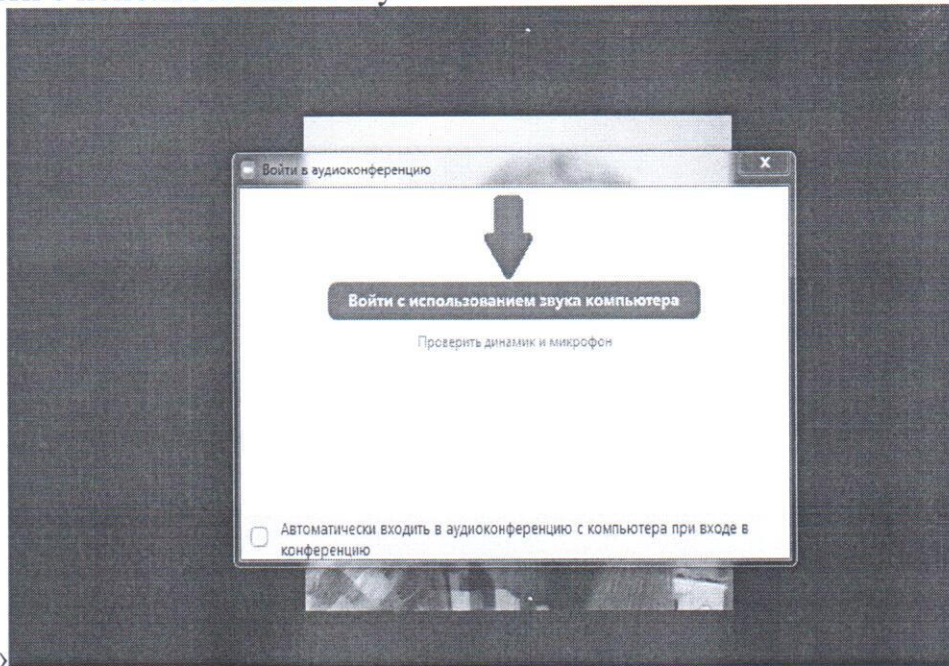 Войти в аудиоконференцию
Войти с использованием звука компьютера
Проверить динамик и микрофон
Автоматически входить в аудиоконференцию с компьютера при входе в
конференцию